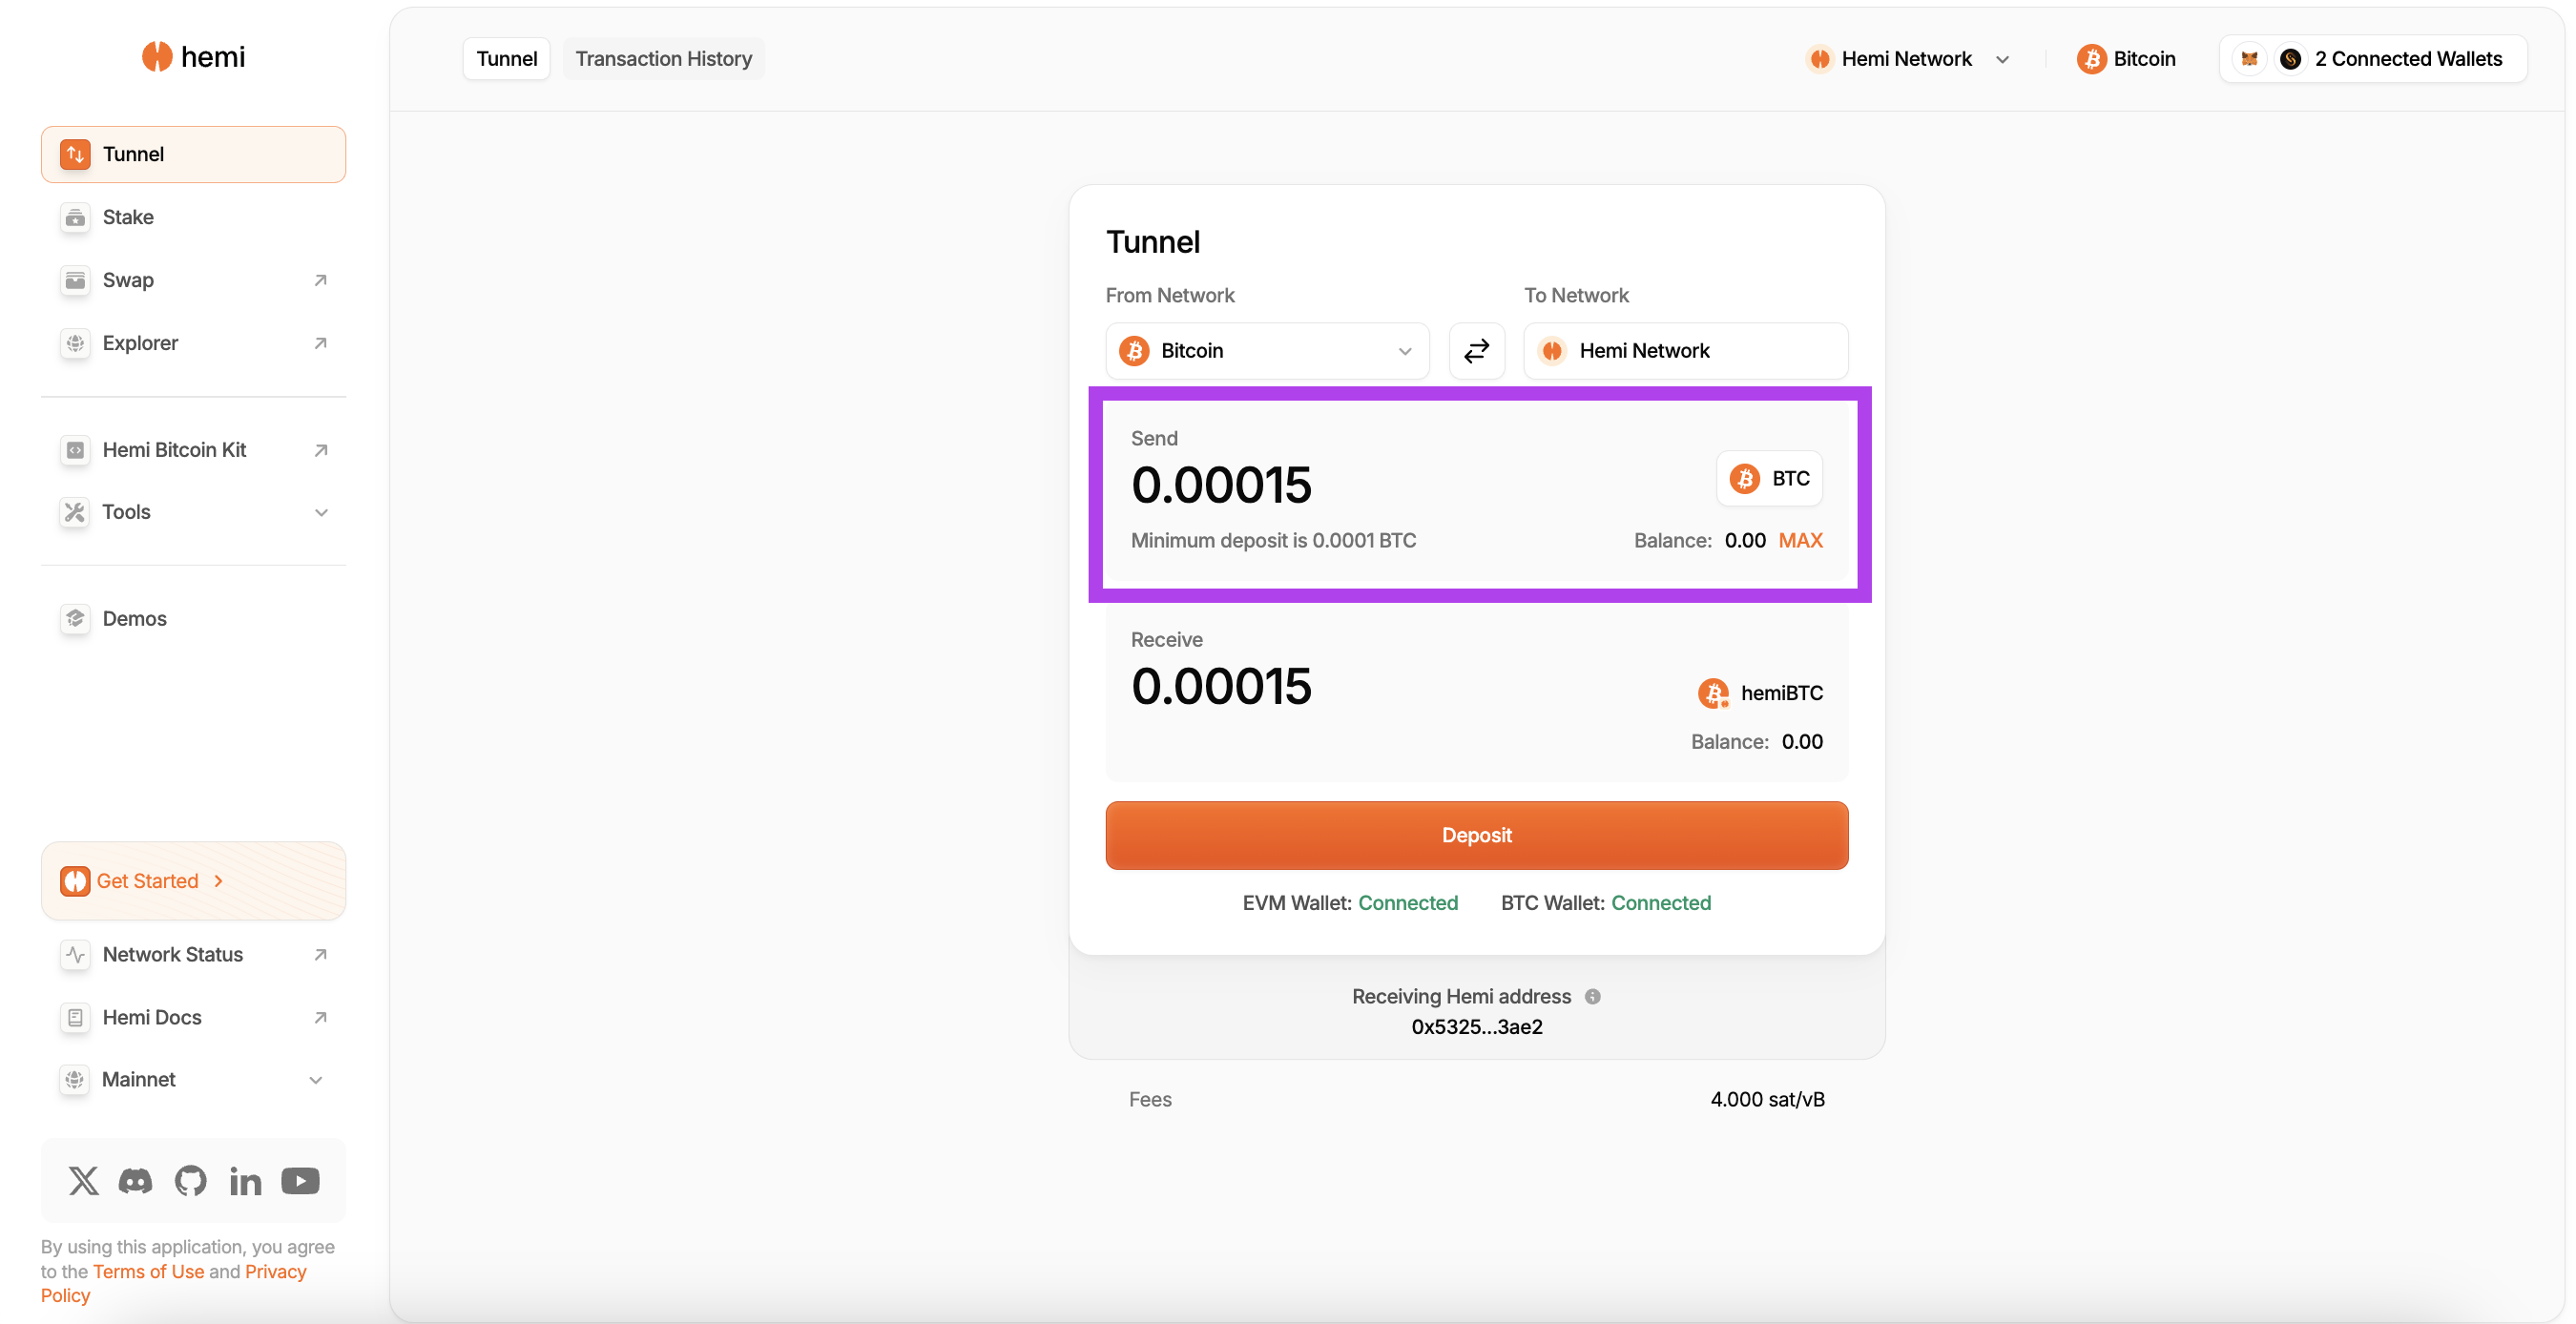 hemi
Tunnel
Stake
Swap
Explorer
Hemi Bitcoin Kit
Tools
Demos
Get Started
Network Status
Hemi Docs
Mainnet
By using this application, you agree
to the Terms of Use and Privacy
Policy
Tunnel Transaction History
Hemi Network
Bitcoin
2 Connected Wallets
Tunnel
From Network To Network
Bitcoin Hemi Network
Send
0.00015 BTC
Minimum deposit is 0.0001 BTC Balance: 0.00 MAX
Receive
0.00015 hemiBTC
Balance: 0.00
Deposit
EVM Wallet: Connected BTC Wallet: Connected
Receiving Hemi address
0x5325...3ae2
Fees 4.000 sat/vB